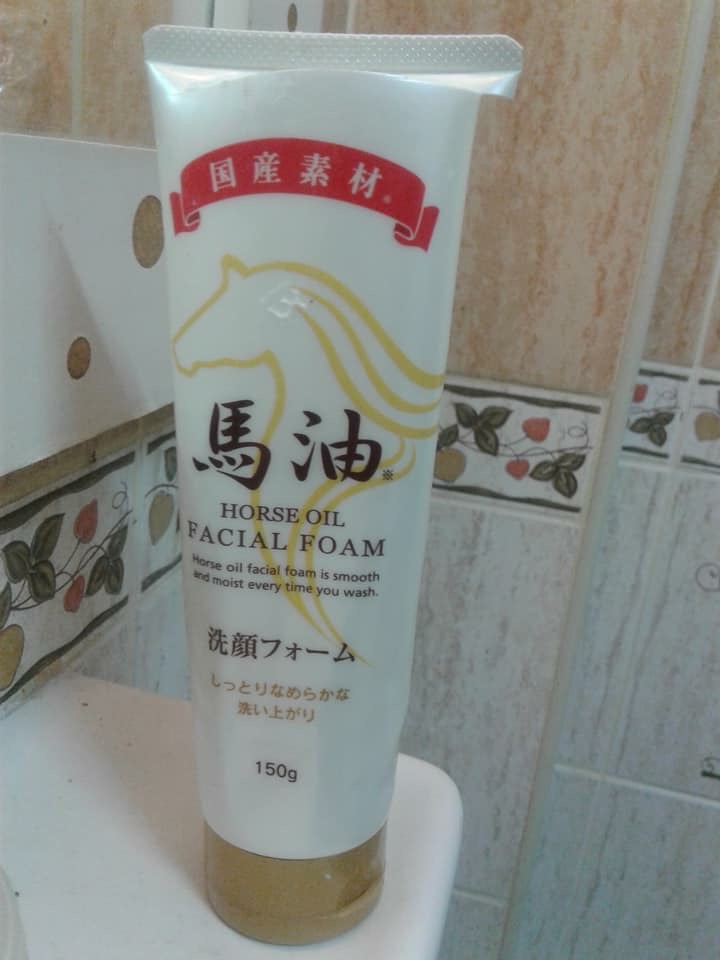 国産素材
馬油※
HORSE OIL
FACIAL FOAM
Horse oil facial foam is smooth
and moist every time you wash.
洗顔フォーム
しっとりなめらかな
洗い上がり
150g